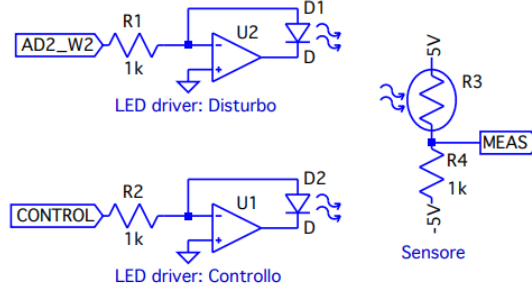 D1
R1
U2
AD2_W2
1k
D
LED driver: Disturbo
5V
R3
MEAS
R4
1k
-5V
Sensore
D2
R2
U1
CONTROL
1k
D
LED driver: Controllo